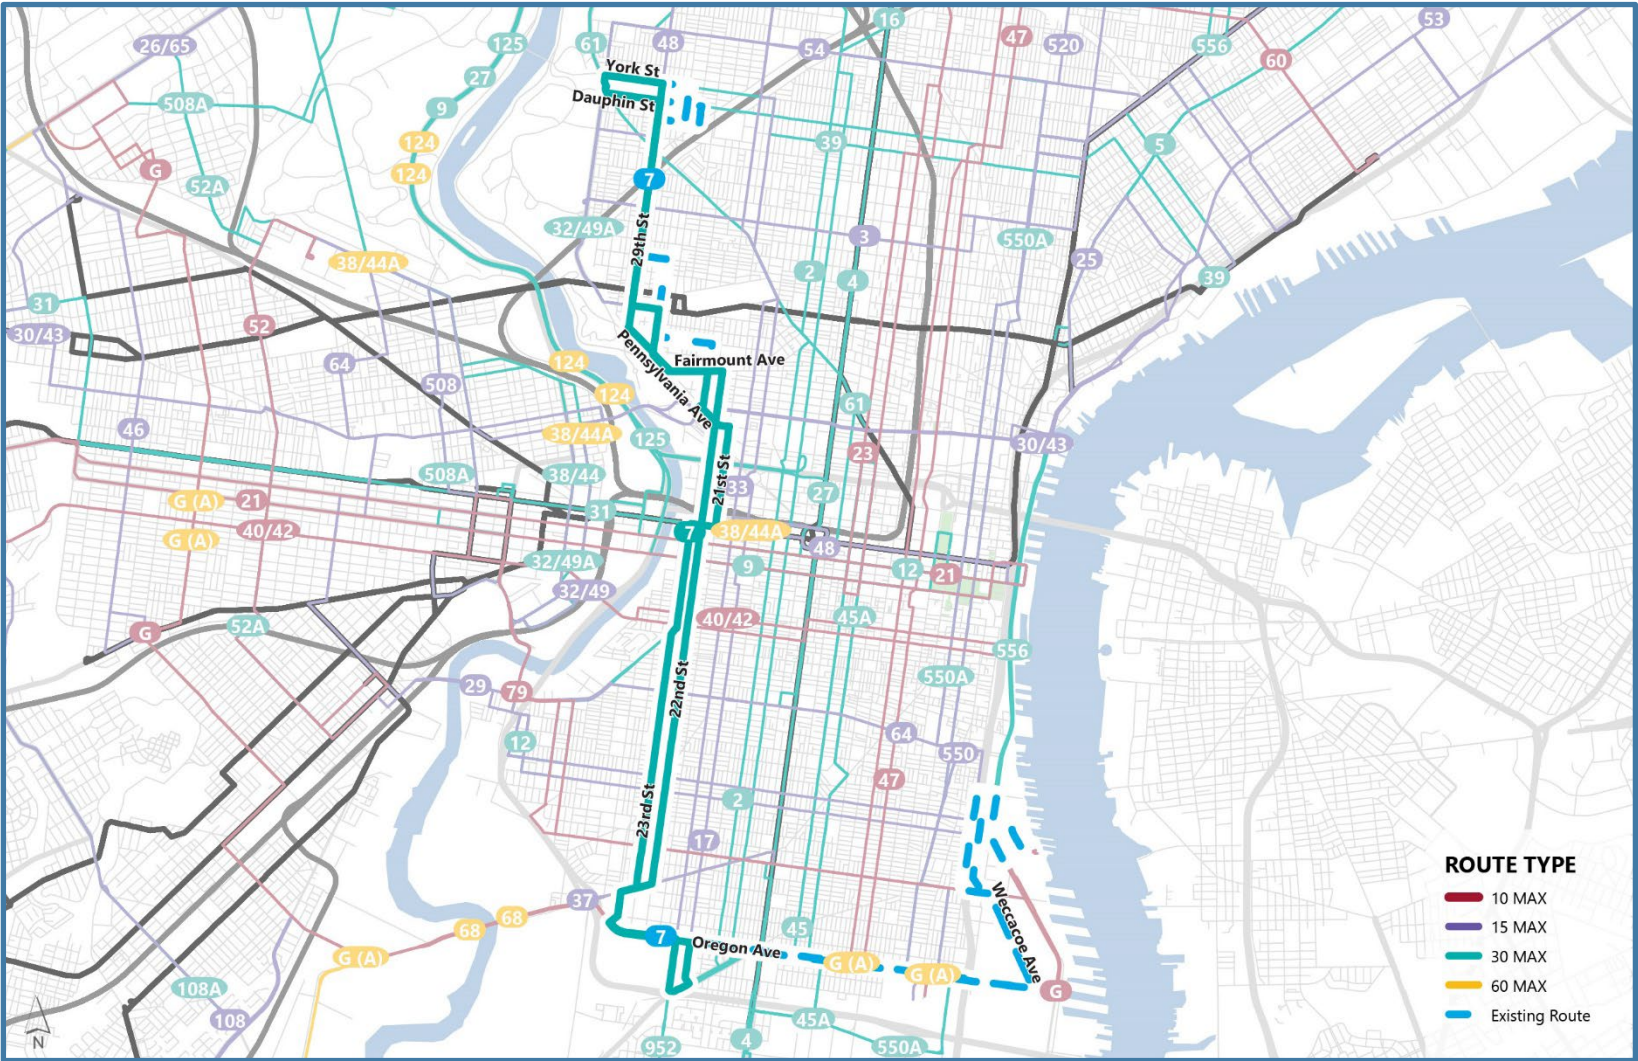 16
53
26/65
125
61
48
54
47
520
556
60
27
York St
508A
9
Dauphin St
124
39
5
G
124
52A
7
32/49A
29th St
3
550A
38/44A
25
2
4
39
31
52
30/43
Pennsylvania Ave
Fairmount Ave
64
124
508
124
61
46
38/44A
125
30/43
23
508A
38/44
21st St
33
27
G (A)
21
31
7
38/44A
40/42
G (A)
48
32/49A
9
12
21
32/49
40/42
45A
G
52A
556
22nd St
550A
29
79
64
12
550
47
2
23rd St
17
ROUTE TYPE
10 MAX
15 MAX
30 MAX
60 MAX
Existing Route
Weccacoe Ave
37
68
68
45
7
Oregon Ave
G (A)
G (A)
G (A)
108A
G
108
45A
4
952
550A
N